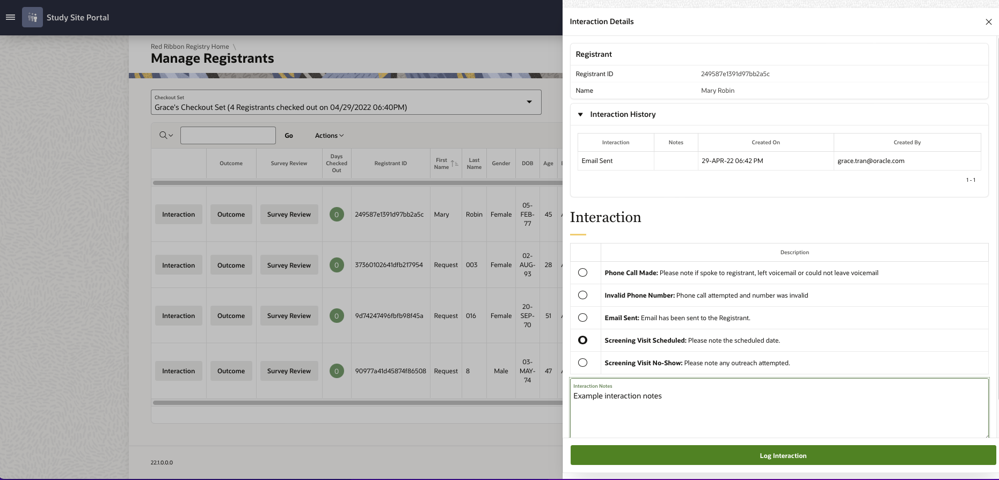 Study Site Portal
Red Ribbon Registry Home \
Manage Registrants
Checkout Set
Grace's Checkout Set (4 Registrants checked out on 04/29/2022 06:40PM)
Go Actions
Outcome Survey Review Days Checked Out Registrant ID First Name Last Name Gender DOB Age
Interaction Outcome Survey Review 0 249587e1391d97bb2a5c Mary Robin Female 05-FEB-77 45
Interaction Outcome Survey Review 0 37360102641dfb217954 Request 003 Female 02-AUG-93 28
Interaction Outcome Survey Review 0 9d74247496fbfb98f45a Request 016 Female 20-SEP-70 51
Interaction Outcome Survey Review 0 90977a41d45874f86508 Request 8 Male 03-MAY-74 47
22.1.0.0.0
Interaction Details
Registrant
Registrant ID 249587e1391d97bb2a5c
Name Mary Robin
Interaction History
Interaction Notes Created On Created By
Email Sent 29-APR-22 06:42 PM grace.tran@oracle.com
1 - 1
Interaction
Description
Phone Call Made: Please note if spoke to registrant, left voicemail or could not leave voicemail
Invalid Phone Number: Phone call attempted and number was invalid
Email Sent: Email has been sent to the Registrant.
Screening Visit Scheduled: Please note the scheduled date.
Screening Visit No-Show: Please note any outreach attempted.
Interaction Notes
Example interaction notes
Log Interaction